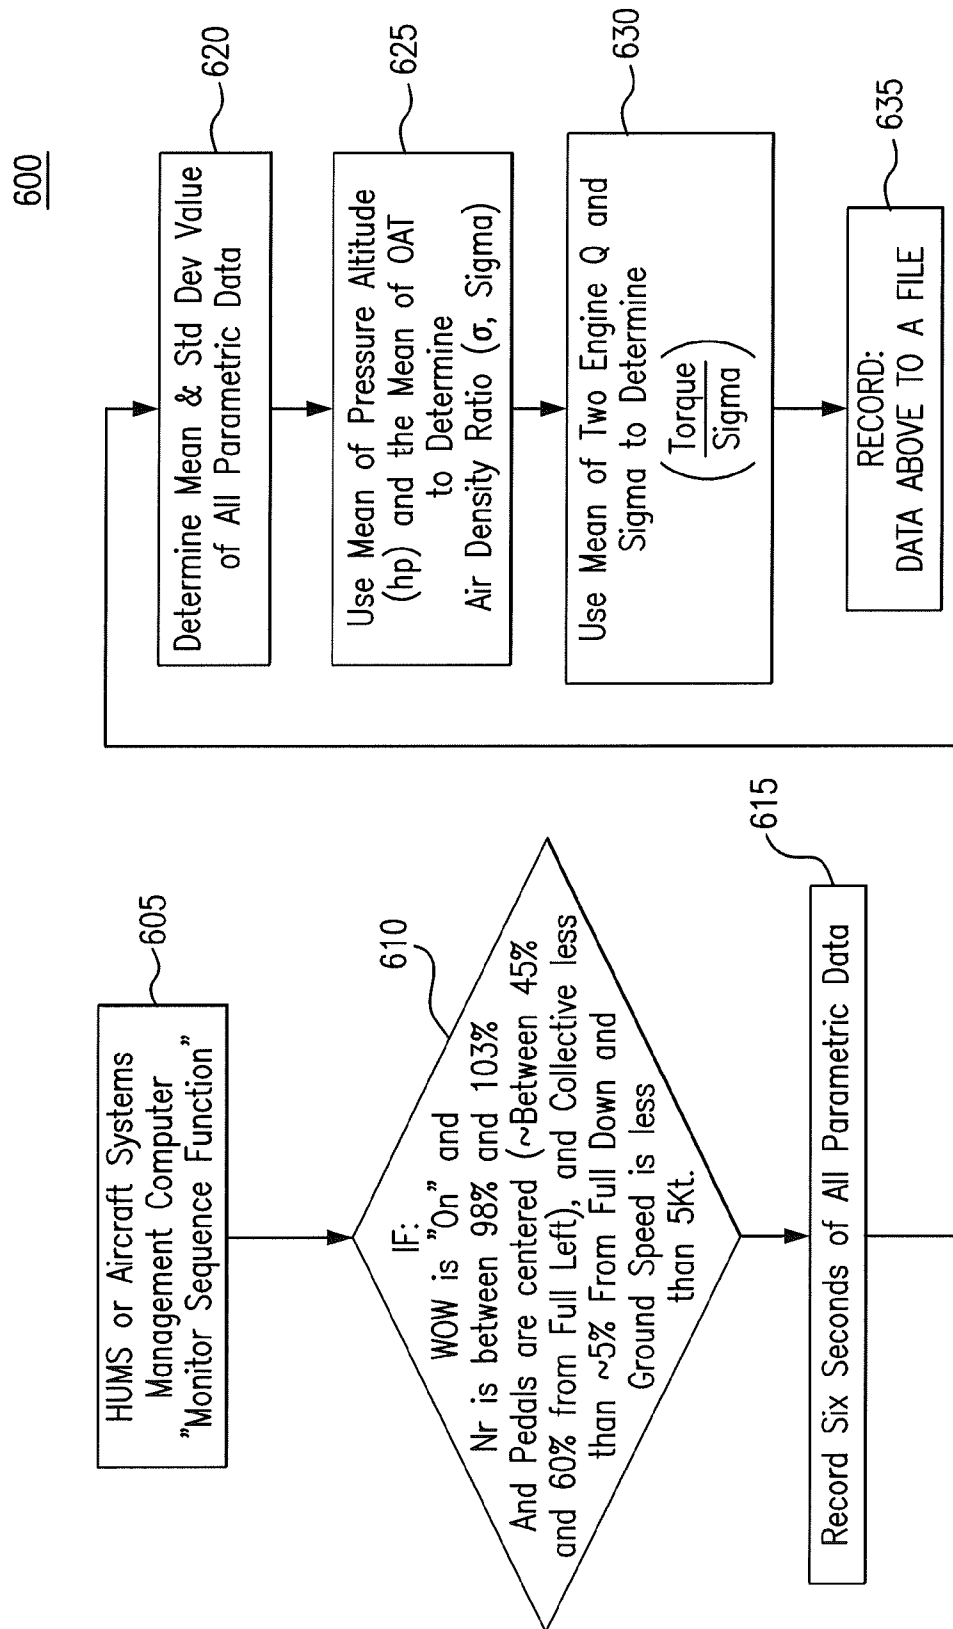 600
HUMS or Aircraft Systems
Management Computer
"Monitor Sequence Function"
605
IF:
WOW is "On" and
Nr is between 98% and 103%
And Pedals are centered (~Between 45%
and 60% from Full Left), and Collective less
than ~5% From Full Down and
Ground Speed is less
than 5Kt.
610
Record Six Seconds of All Parametric Data
615
Determine Mean & Std Dev Value
of All Parametric Data
620
Use Mean of Pressure Altitude
(hp) and the Mean of OAT
to Determine
Air Density Ratio (σ, Sigma)
625
Use Mean of Two Engine Q and
Sigma to Determine
(Torque
Sigma)
630
RECORD:
DATA ABOVE TO A FILE
635